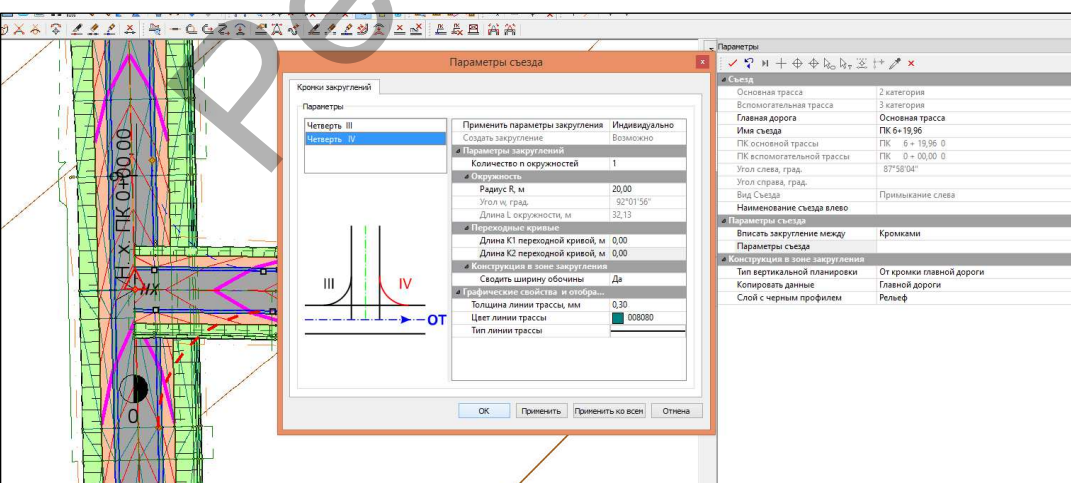 Параметры съезда
Кромки закруглений
Параметры
Четверть III
Четверть IV
Применить параметры закругления Индивидуально
Создать закругление Возможно
Параметры закруглений
Количество n окружностей 1
Окружность
Радиус R, м 20,00
Угол w, град. 92°01'56"
Длина L окружности, м 32,13
Переходные кривые
Длина K1 переходной кривой, м 0,00
Длина K2 переходной кривой, м 0,00
Конструкция в зоне закругления
Сводить ширину обочины Да
Графические свойства и отобра...
Толщина линии трассы, мм 0,30
Цвет линии трассы 008080
Тип линии трассы
III
IV
ОТ
ОК
Применить
Применить ко всем
Отмена
Параметры
Съезд
Основная трасса 2 категория
Вспомогательная трасса 3 категория
Главная дорога Основная трасса
Имя съезда ПК 6+19,96
ПК основной трассы ПК 6 + 19,96 0
ПК вспомогательной трассы ПК 0 + 00,00 0
Угол слева, град. 87°58'04"
Угол справа, град.
Вид Съезда Примыкание слева
Наименование съезда влево
Параметры съезда
Вписать закругление между Кромками
Параметры съезда
Конструкция в зоне закругления
Тип вертикальной планировки От кромки главной дороги
Копировать данные Главной дороги
Слой с черным профилем Рельеф
Н. х. ПК 0+00,00
НХ
0